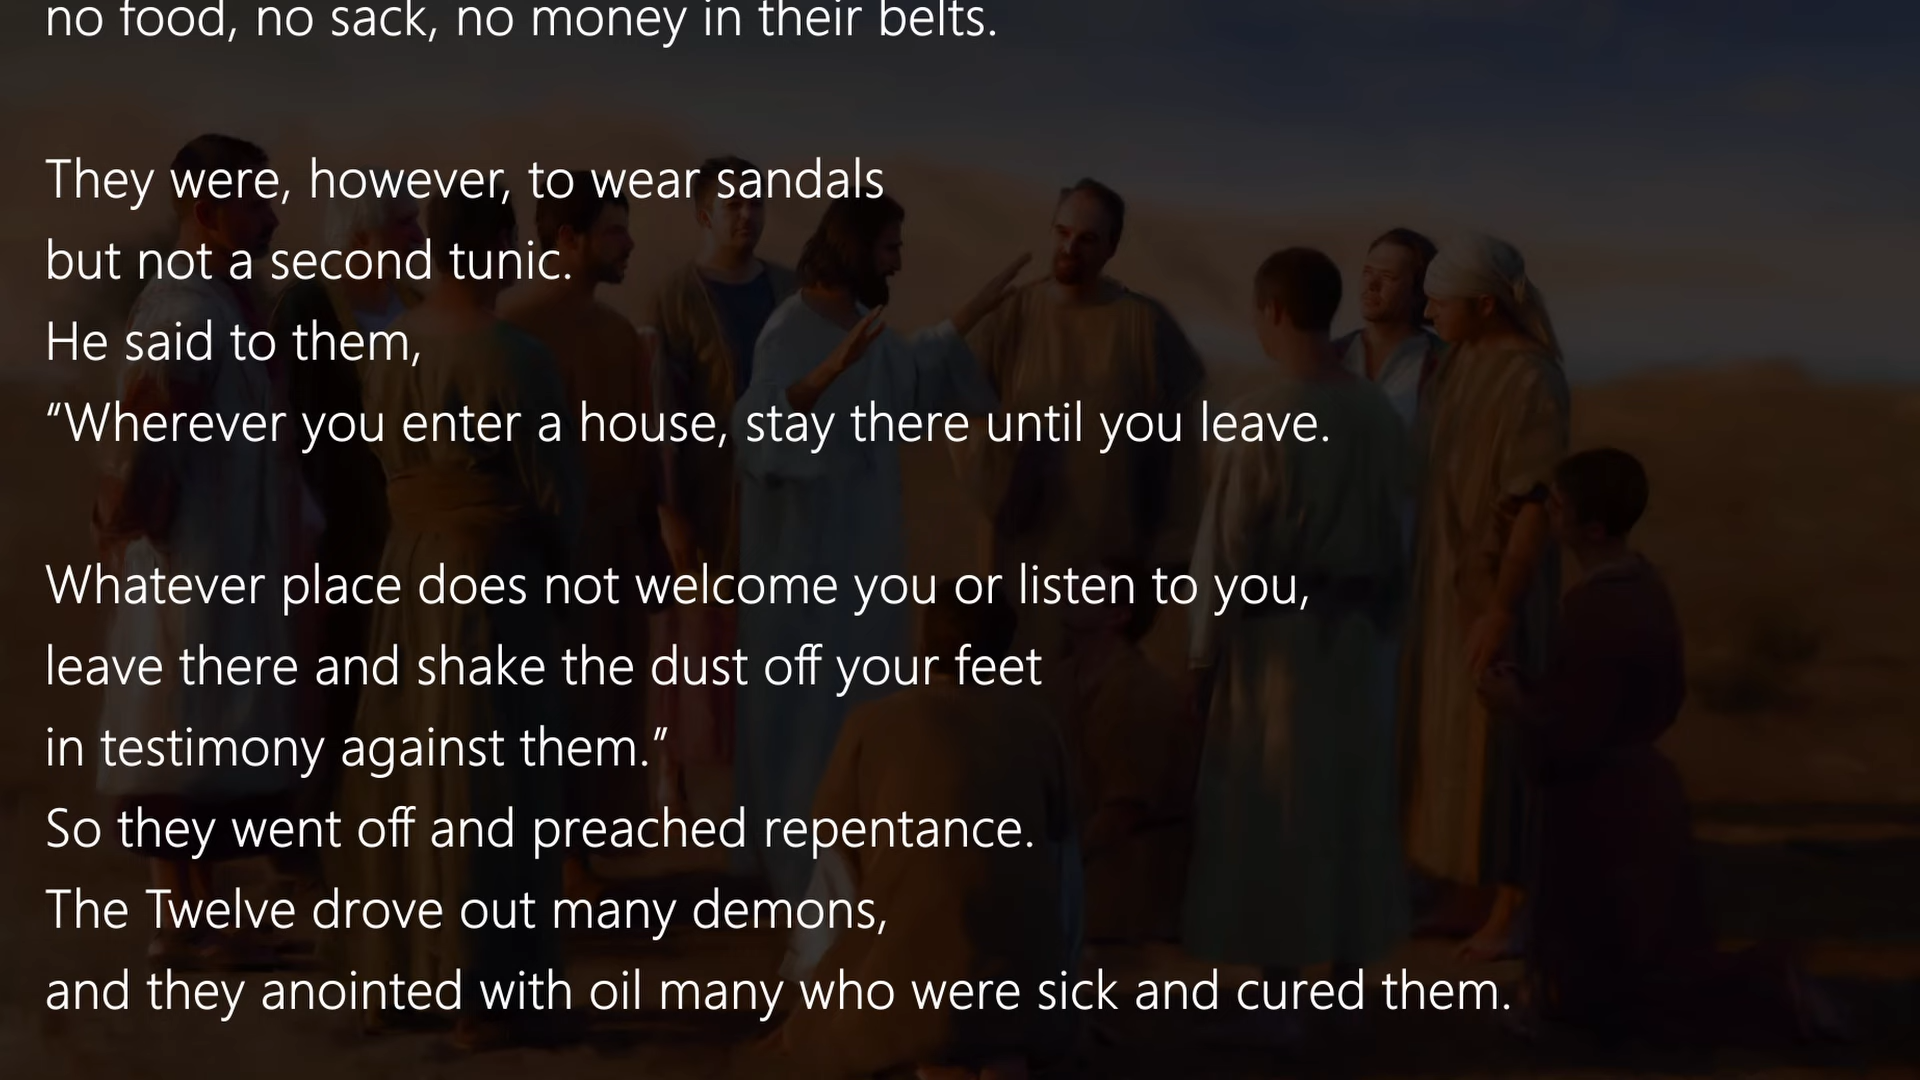 no food, no sack, no money in their belts.
They were, however, to wear sandals
but not a second tunic.
He said to them,
“Wherever you enter a house, stay there until you leave.
Whatever place does not welcome you or listen to you,
leave there and shake the dust off your feet
in testimony against them.”
So they went off and preached repentance.
The Twelve drove out many demons,
and they anointed with oil many who were sick and cured them.